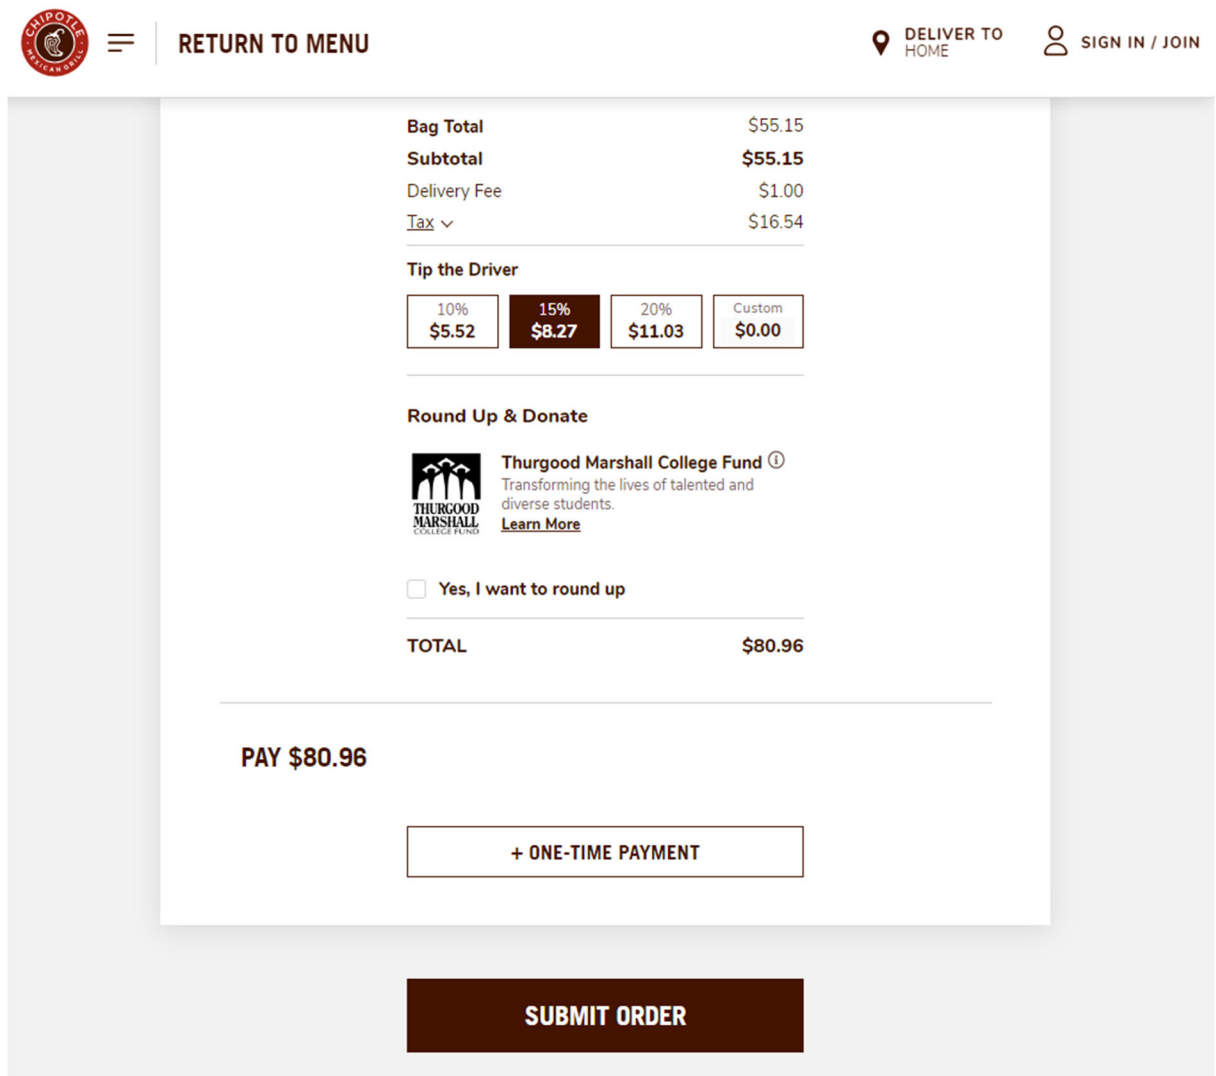 CHIPOTLE
MEXICAN GRILL
RETURN TO MENU
DELIVER TO
HOME
SIGN IN / JOIN
Bag Total $55.15
Subtotal $55.15
Delivery Fee $1.00
Tax $16.54
Tip the Driver
10% 15% 20% Custom
$5.52 $8.27 $11.03 $0.00
Round Up & Donate
THURGOOD
MARSHALL
COLLEGE FUND
Thurgood Marshall College Fund
Transforming the lives of talented and
diverse students.
Learn More
Yes, I want to round up
TOTAL $80.96
PAY $80.96
+ ONE-TIME PAYMENT
SUBMIT ORDER